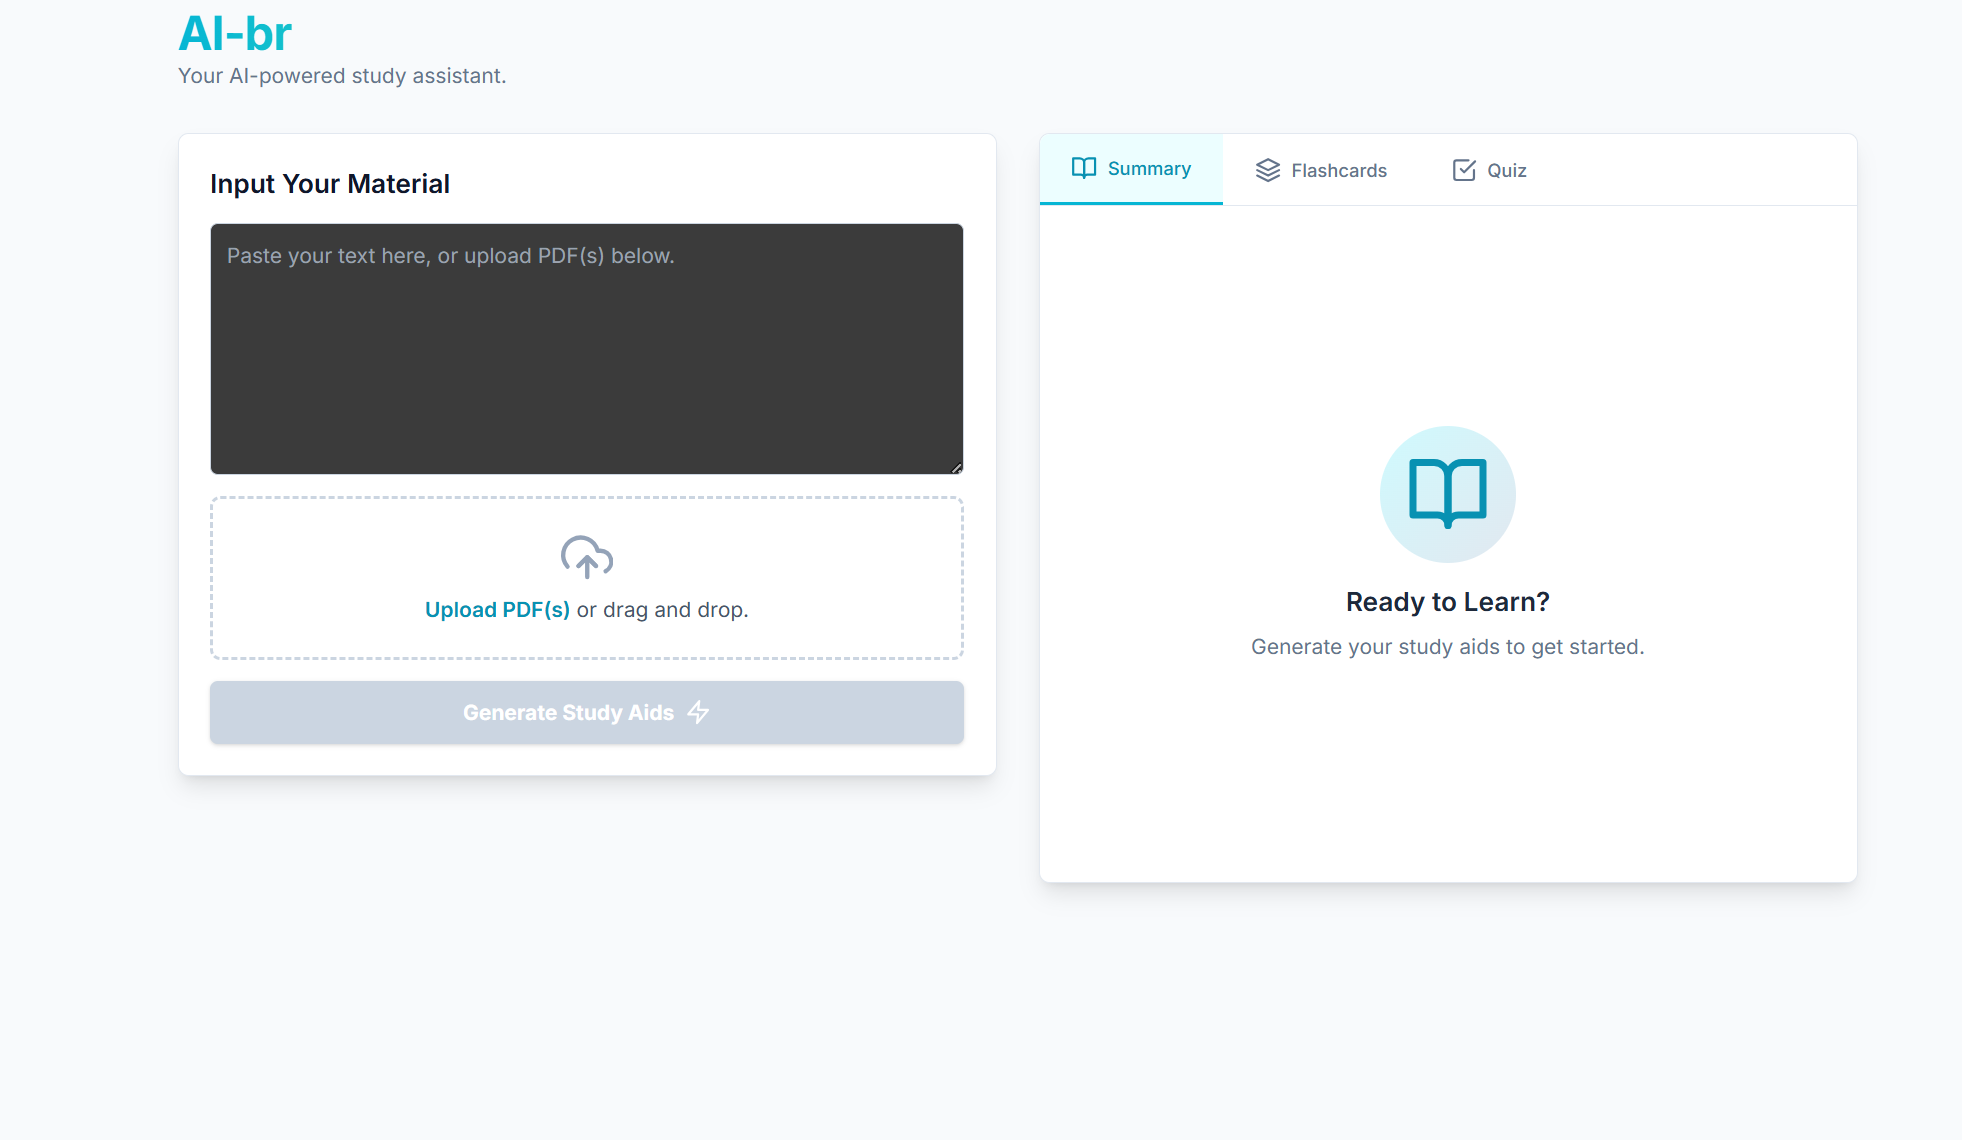 AI-br
Your AI-powered study assistant.
Input Your Material
Paste your text here, or upload PDF(s) below.
Upload PDF(s) or drag and drop.
Generate Study Aids
Summary
Flashcards
Quiz
Ready to Learn?
Generate your study aids to get started.